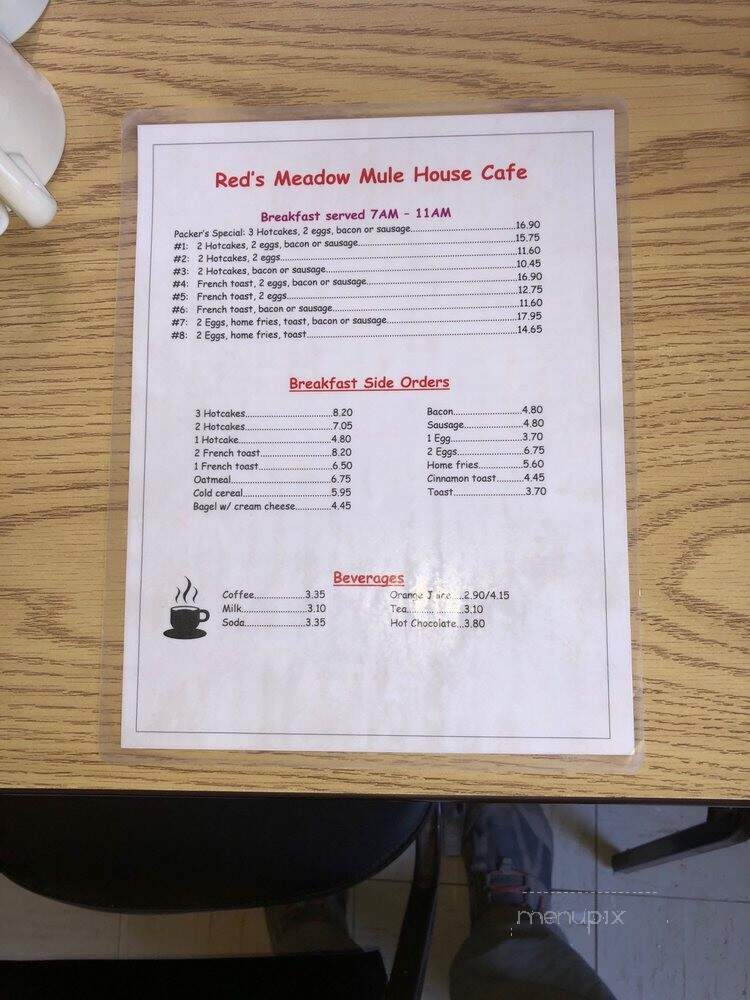 Red's Meadow Mule House Cafe
Breakfast served 7AM - 11AM
Packer's Special: 3 Hotcakes, 2 eggs, bacon or sausage...16.90
#1: 2 Hotcakes, 2 eggs, bacon or sausage...15.75
#2: 2 Hotcakes, 2 eggs...11.60
#3: 2 Hotcakes, bacon or sausage...10.45
#4: French toast, 2 eggs, bacon or sausage...16.90
#5: French toast, 2 eggs...12.75
#6: French toast, bacon or sausage...11.60
#7: 2 Eggs, home fries, toast, bacon or sausage...17.95
#8: 2 Eggs, home fries, toast...14.65
Breakfast Side Orders
3 Hotcakes...8.20
2 Hotcakes...7.05
1 Hotcake...4.80
2 French toast...8.20
1 French toast...6.50
Oatmeal...6.75
Cold cereal...5.95
Bagel w/ cream cheese...4.45
Bacon...4.80
Sausage...4.80
1 Egg...3.70
2 Eggs...6.75
Home fries...5.60
Cinnamon toast...4.45
Toast...3.70
Beverages
Coffee...3.35
Milk...3.10
Soda...3.35
Orange Juice...2.90/4.15
Tea...3.10
Hot Chocolate...3.80
menupix